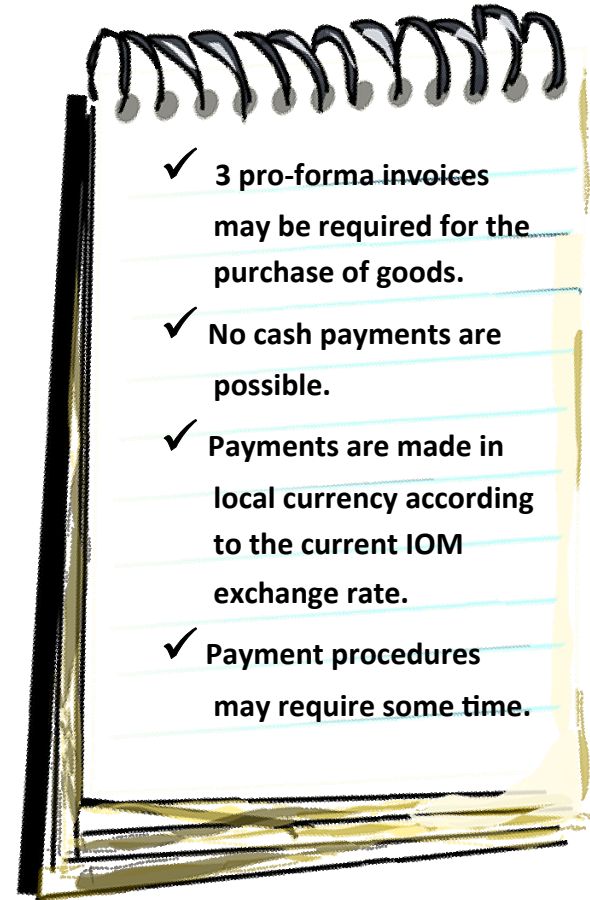 ✓ 3 pro-forma invoices
may be required for the
purchase of goods.
✓ No cash payments are
possible.
✓ Payments are made in
local currency according
to the current IOM
exchange rate.
✓ Payment procedures
may require some time.